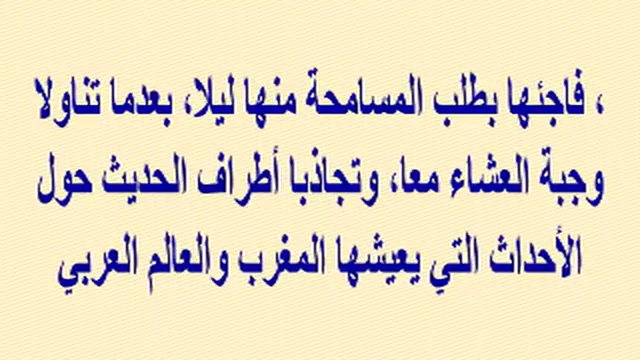 ، فاجئها بطلب المسامحة منها ليلا، بعدما تناولا
وجبة العشاء معا، وتجاذبا أطراف الحديث حول
الأحداث التي يعيشها المغرب والعالم العربي